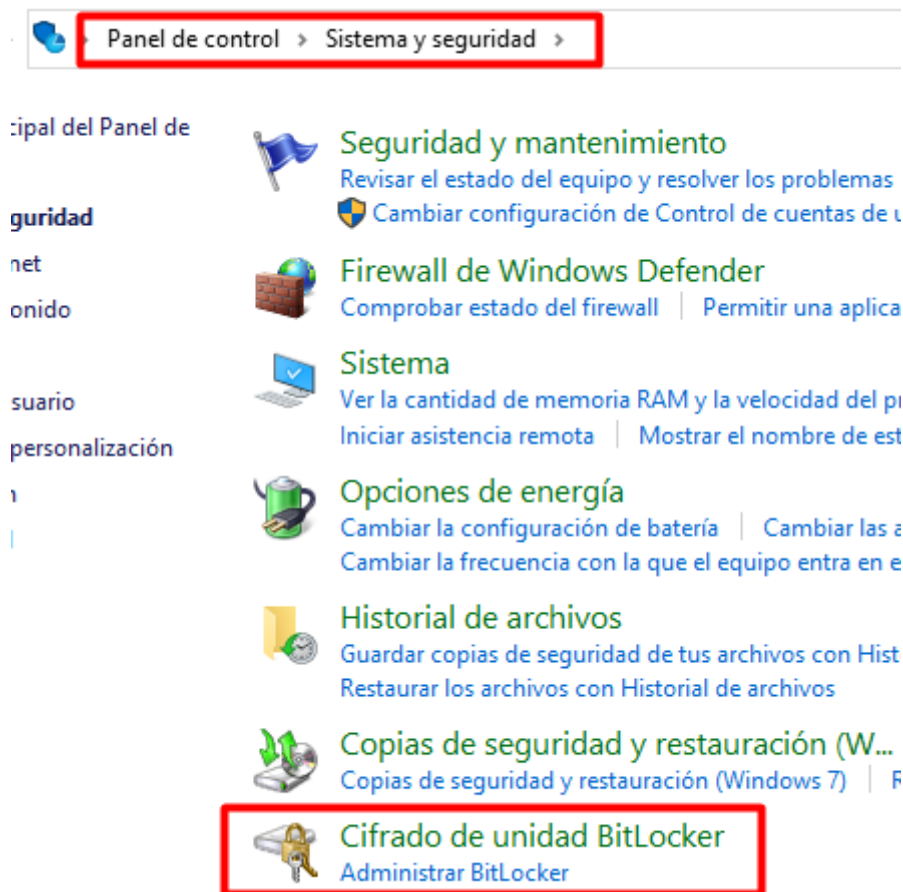 Panel de control > Sistema y seguridad >
cipal del Panel de
guridad
net
onido
suario
personalización
n
Seguridad y mantenimiento
Revisar el estado del equipo y resolver los problemas
Cambiar configuración de Control de cuentas de u
Firewall de Windows Defender
Comprobar estado del firewall | Permitir una aplica
Sistema
Ver la cantidad de memoria RAM y la velocidad del pr
Iniciar asistencia remota | Mostrar el nombre de est
Opciones de energía
Cambiar la configuración de batería | Cambiar las a
Cambiar la frecuencia con la que el equipo entra en e
Historial de archivos
Guardar copias de seguridad de tus archivos con Hist
Restaurar los archivos con Historial de archivos
Copias de seguridad y restauración (W...
Copias de seguridad y restauración (Windows 7) | R
Cifrado de unidad BitLocker
Administrar BitLocker